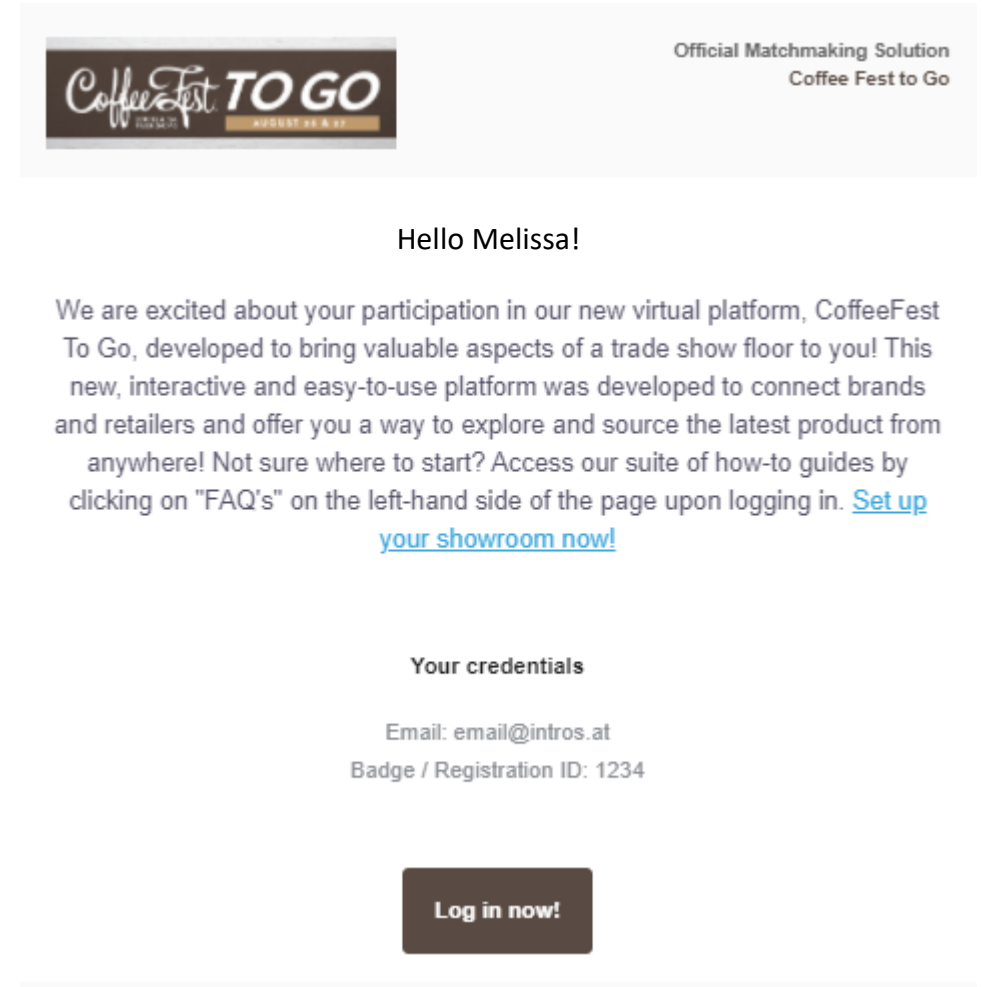 CoffeeFest TO GO
AUGUST 26 & 27
Official Matchmaking Solution
Coffee Fest to Go
Hello Melissa!
We are excited about your participation in our new virtual platform, CoffeeFest
To Go, developed to bring valuable aspects of a trade show floor to you! This
new, interactive and easy-to-use platform was developed to connect brands
and retailers and offer you a way to explore and source the latest product from
anywhere! Not sure where to start? Access our suite of how-to guides by
clicking on "FAQ's" on the left-hand side of the page upon logging in. Set up
your showroom now!
Your credentials
Email: email@intros.at
Badge / Registration ID: 1234
Log in now!